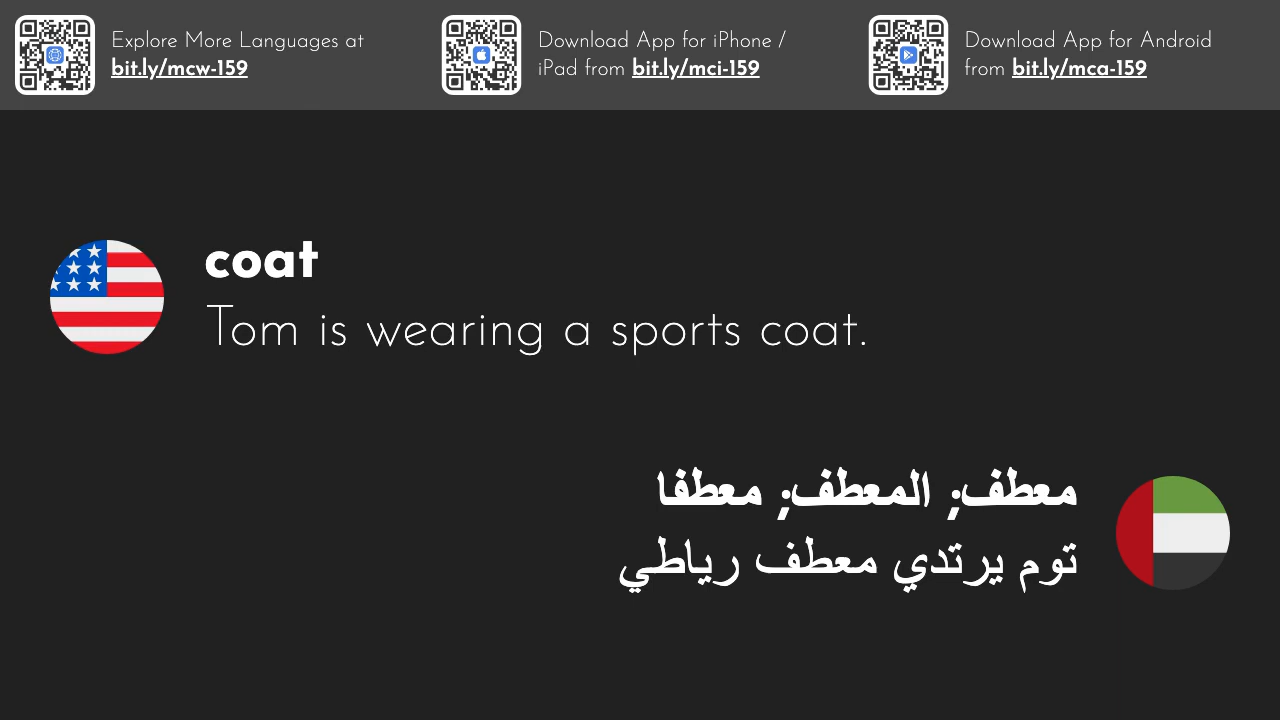 Explore More Languages at
bit.ly/mcw-159
Download App for iPhone /
iPad from bit.ly/mci-159
Download App for Android
from bit.ly/mca-159
coat
Tom is wearing a sports coat.
معطف; المعطف; معطفا
توم يرتدي معطف رياطي